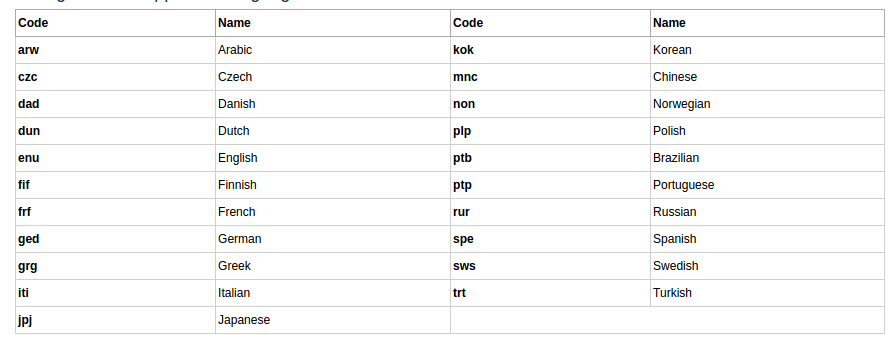 Code Name Code Name
arw Arabic kok Korean
czc Czech mnc Chinese
dad Danish non Norwegian
dun Dutch plp Polish
enu English ptb Brazilian
fif Finnish ptp Portuguese
frf French rur Russian
ged German spe Spanish
grg Greek sws Swedish
iti Italian trt Turkish
jpj Japanese